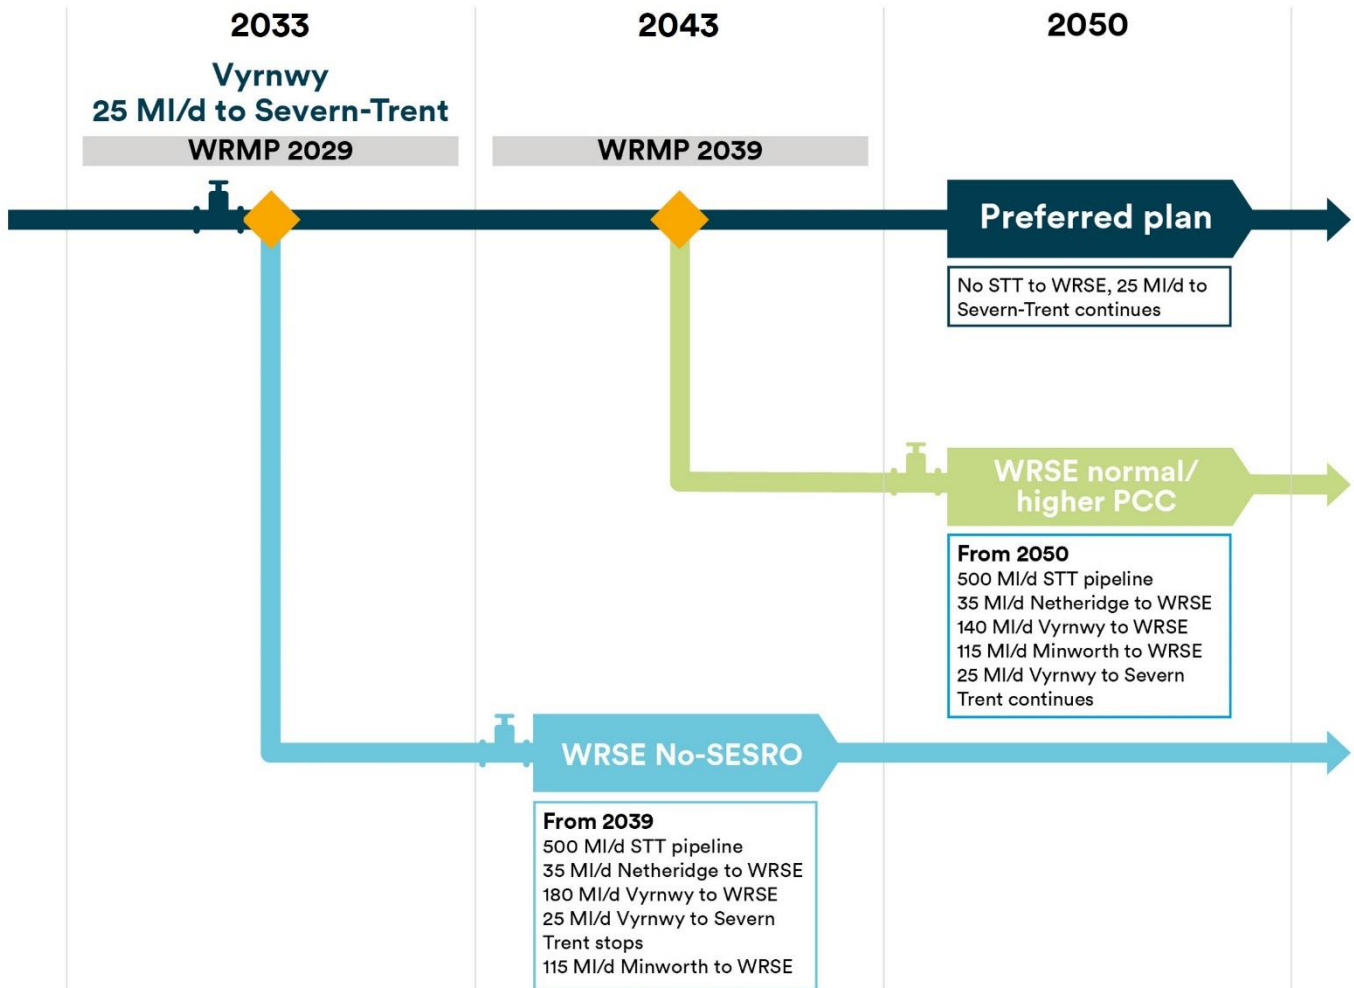 2033
2043
2050
Vyrnwy
25 Ml/d to Severn-Trent
WRMP 2029
WRMP 2039
Preferred plan
No STT to WRSE, 25 Ml/d to
Severn-Trent continues
WRSE normal/
higher PCC
From 2050
500 Ml/d STT pipeline
35 Ml/d Netheridge to WRSE
140 Ml/d Vyrnwy to WRSE
115 Ml/d Minworth to WRSE
25 Ml/d Vyrnwy to Severn
Trent continues
WRSE No-SESRO
From 2039
500 Ml/d STT pipeline
35 Ml/d Netheridge to WRSE
180 Ml/d Vyrnwy to WRSE
25 Ml/d Vyrnwy to Severn
Trent stops
115 Ml/d Minworth to WRSE